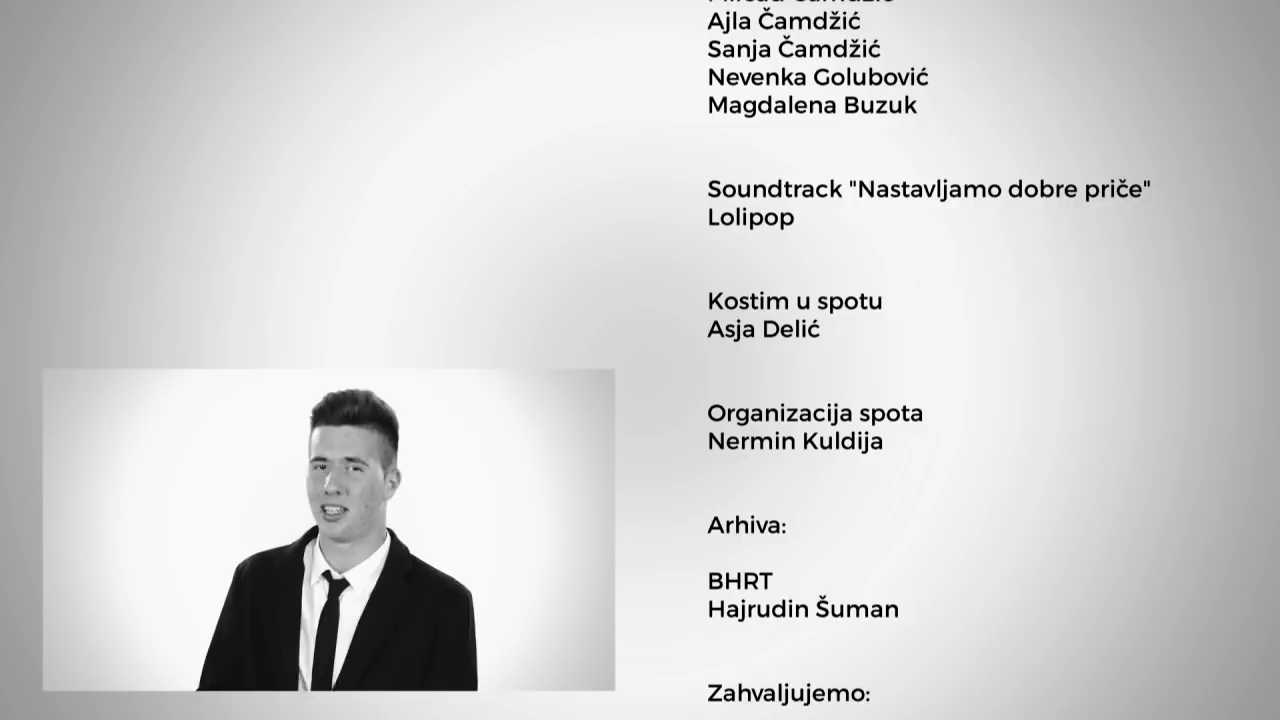 Ajla Čamdžić
Sanja Čamdžić
Nevenka Golubović
Magdalena Buzuk
Soundtrack "Nastavljamo dobre priče"
Lolipop
Kostim u spotu
Asja Delić
Organizacija spota
Nermin Kuldija
Arhiva:
BHRT
Hajrudin Šuman
Zahvaljujemo: